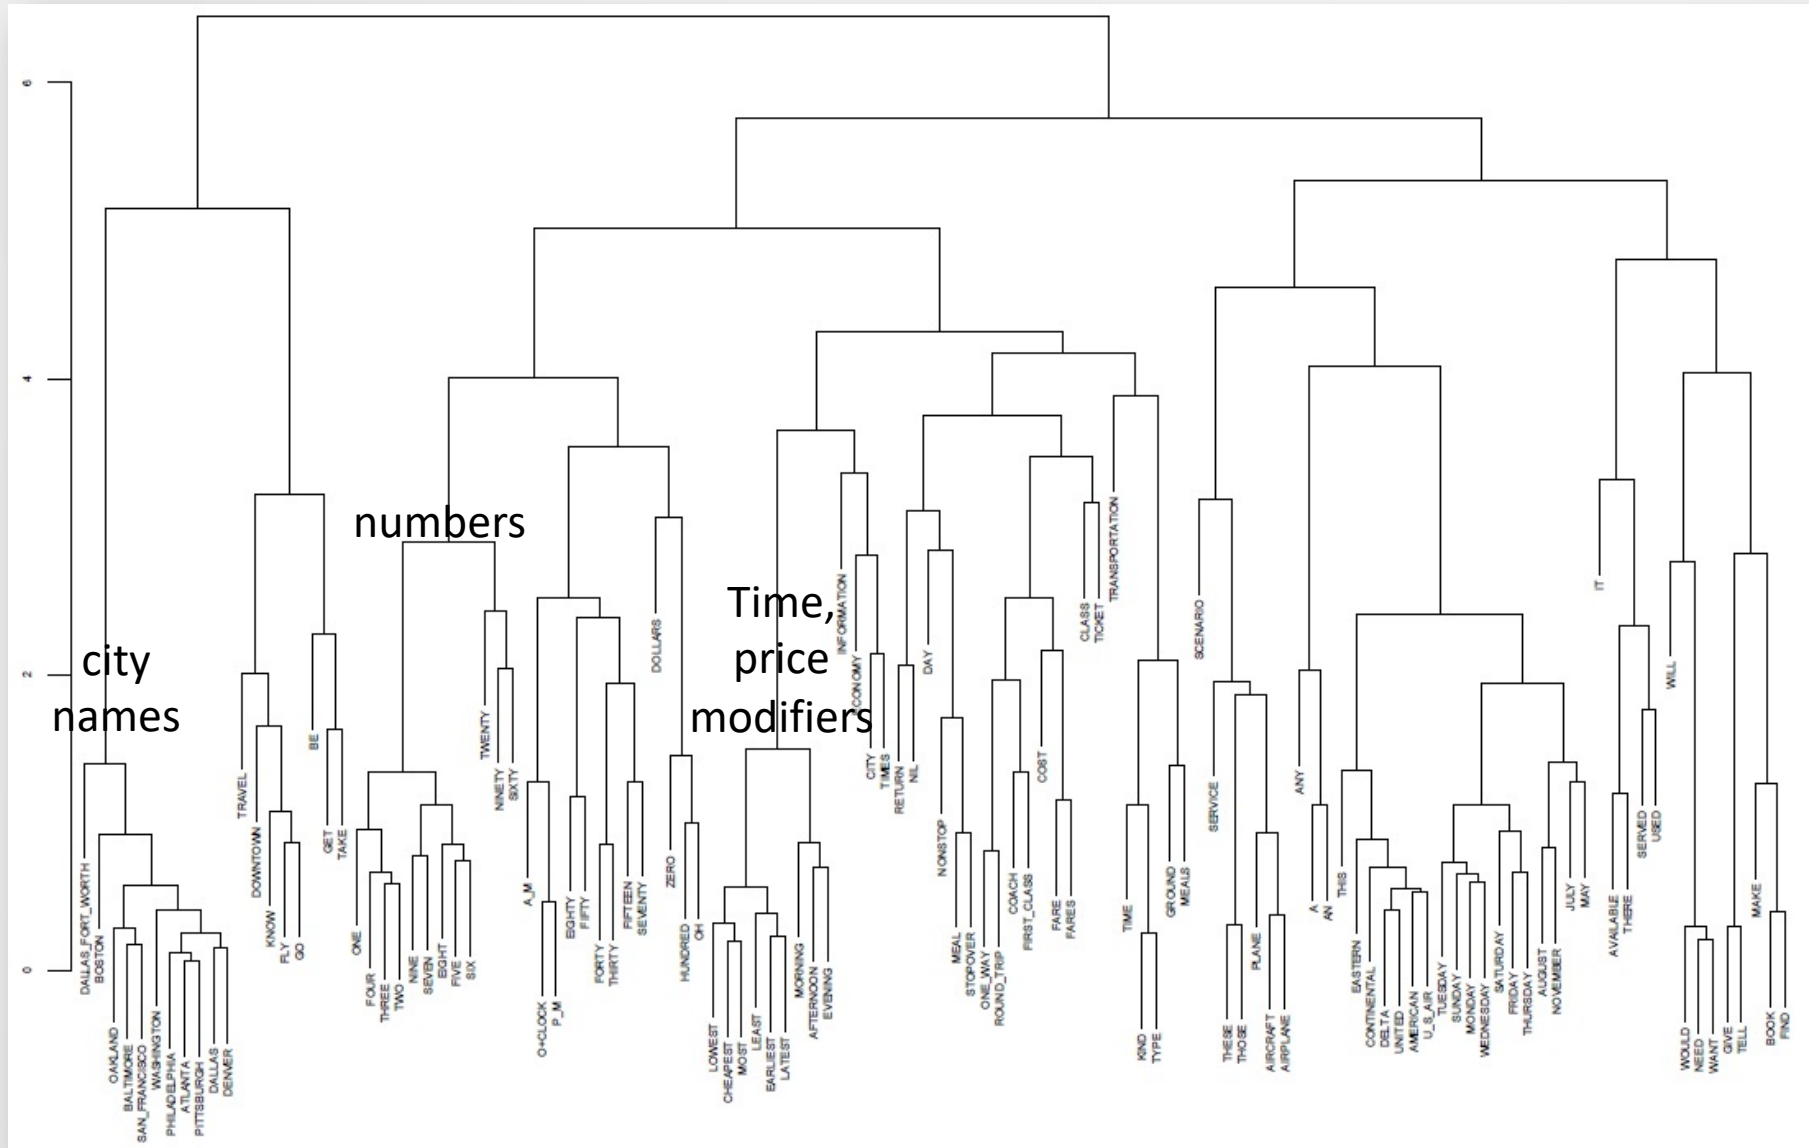 6
4
2
0
city
names
numbers
Time,
price
modifiers
DALLAS_FORT_WORTH
BOSTON
OAKLAND
BALTIMORE
SAN_FRANCISCO
WASHINGTON
PHILADELPHIA
ATLANTA
PITTSBURGH
DALLAS
DENVER
TRAVEL
DOWNTOWN
KNOW
FLY
GO
BE
GET
TAKE
ONE
FOUR
THREE
TWO
NINE
SEVEN
EIGHT
FIVE
SIX
TWENTY
NINETY
SIXTY
A_M
O+CLOCK
P_M
EIGHTY
FIFTY
FORTY
THIRTY
FIFTEEN
SEVENTY
DOLLARS
ZERO
HUNDRED
OH
LOWEST
CHEAPEST
MOST
LEAST
EARLIEST
LATEST
MORNING
AFTERNOON
EVENING
INFORMATION
ECONOMY
CITY
TIMES
RETURN
NIL
DAY
NONSTOP
MEAL
STOPOVER
ONE_WAY
ROUND_TRIP
COACH
FIRST_CLASS
COST
FARE
FARES
CLASS
TICKET
TRANSPORTATION
TIME
KIND
TYPE
GROUND
MEALS
SCENARIO
SERVICE
THESE
THOSE
PLANE
AIRCRAFT
AIRPLANE
ANY
A
AN
THIS
EASTERN
CONTINENTAL
DELTA
UNITED
AMERICAN
U_S_AIR
TUESDAY
SUNDAY
MONDAY
WEDNESDAY
SATURDAY
FRIDAY
THURSDAY
AUGUST
NOVEMBER
JULY
MAY
IT
AVAILABLE
THERE
SERVED
USED
WILL
WOULD
NEED
WANT
GIVE
TELL
MAKE
BOOK
FIND